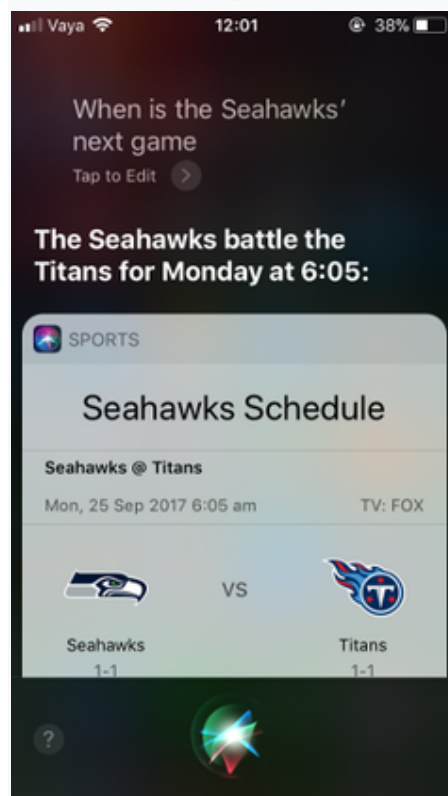 Vaya 12:01 38%
When is the Seahawks'
next game
Tap to Edit
The Seahawks battle the
Titans for Monday at 6:05:
SPORTS
Seahawks Schedule
Seahawks @ Titans
Mon, 25 Sep 2017 6:05 am TV: FOX
VS
Seahawks Titans
1-1 1-1
?